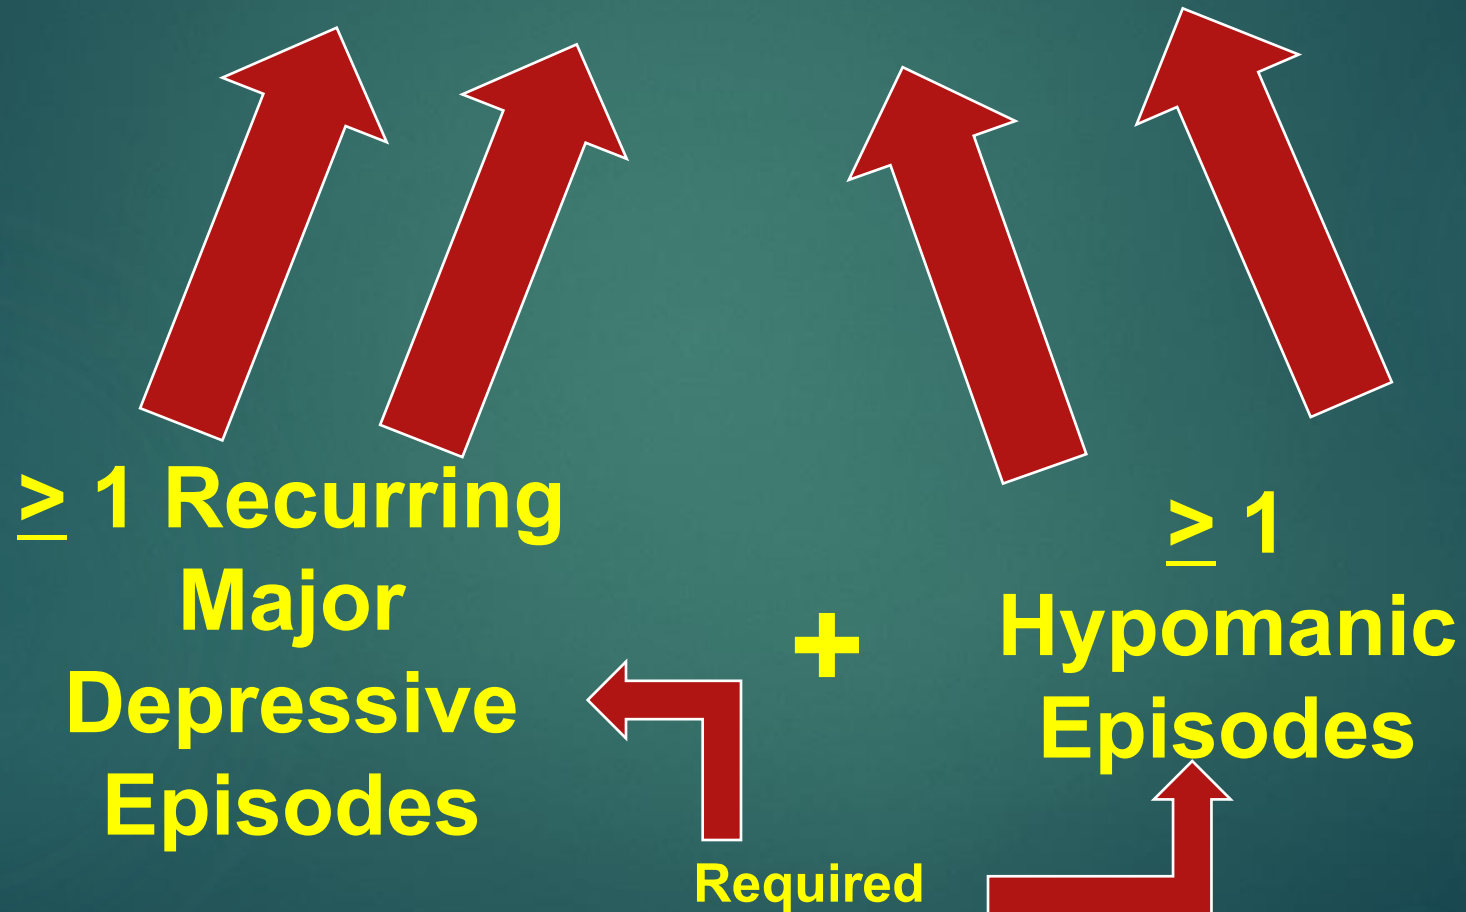 ≥ 1 Recurring
Major
Depressive
Episodes
+
≥ 1
Hypomanic
Episodes
Required